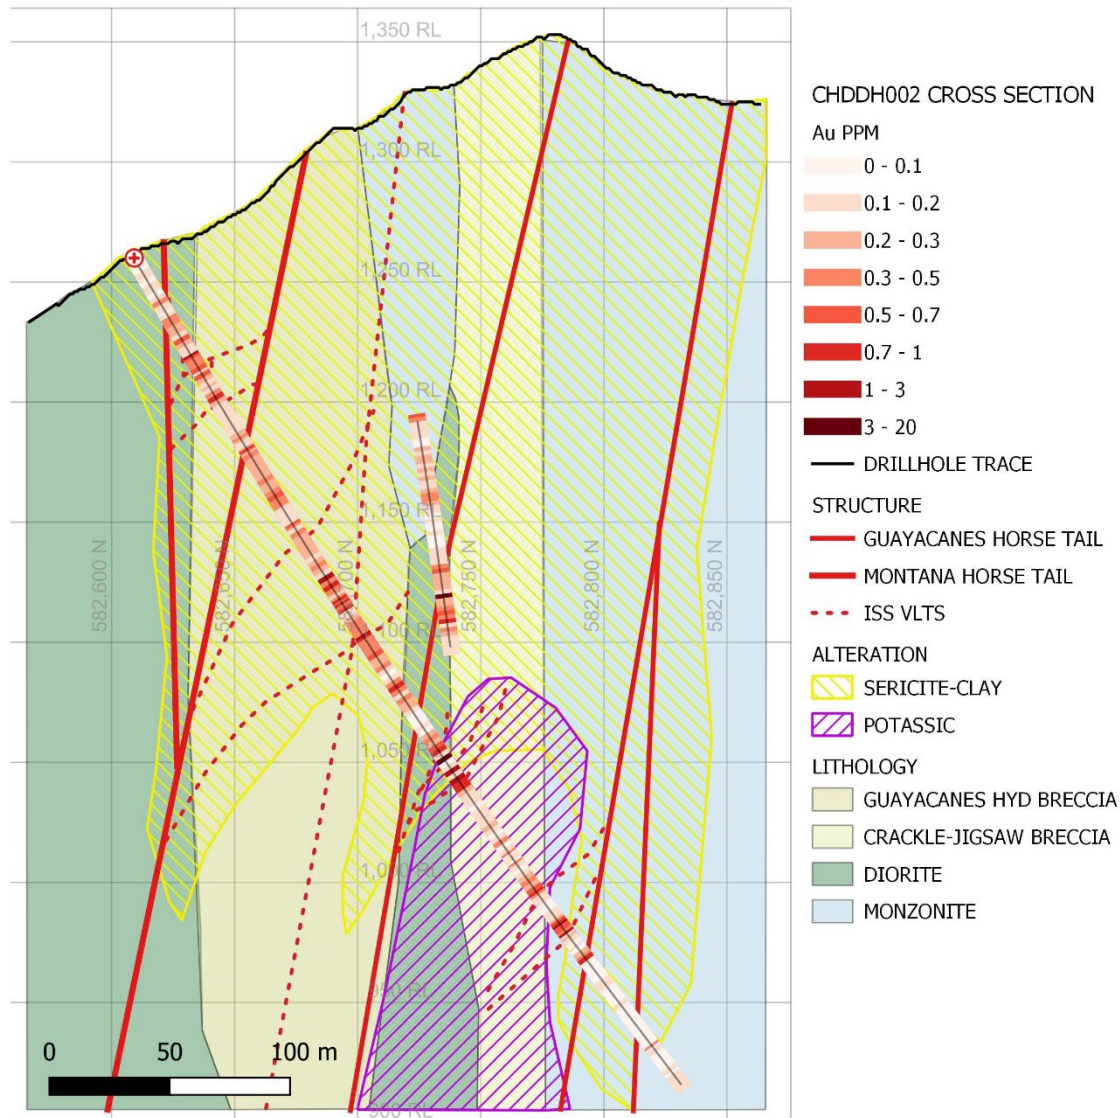 1,350 RL
1,300 RL
1,250 RL
1,200 RL
1,150 RL
582,600 N
582,650 N
582,700 N
582,750 N
582,800 N
582,850 N
100 RL
1,050 RL
1,000 RL
950 RL
900 RL
0 50 100 m
CHDDH002 CROSS SECTION
Au PPM
0 - 0.1
0.1 - 0.2
0.2 - 0.3
0.3 - 0.5
0.5 - 0.7
0.7 - 1
1 - 3
3 - 20
DRILLHOLE TRACE
STRUCTURE
GUAYACANES HORSE TAIL
MONTANA HORSE TAIL
ISS VLTS
ALTERATION
SERICITE-CLAY
POTASSIC
LITHOLOGY
GUAYACANES HYD BRECCIA
CRACKLE-JIGSAW BRECCIA
DIORITE
MONZONITE